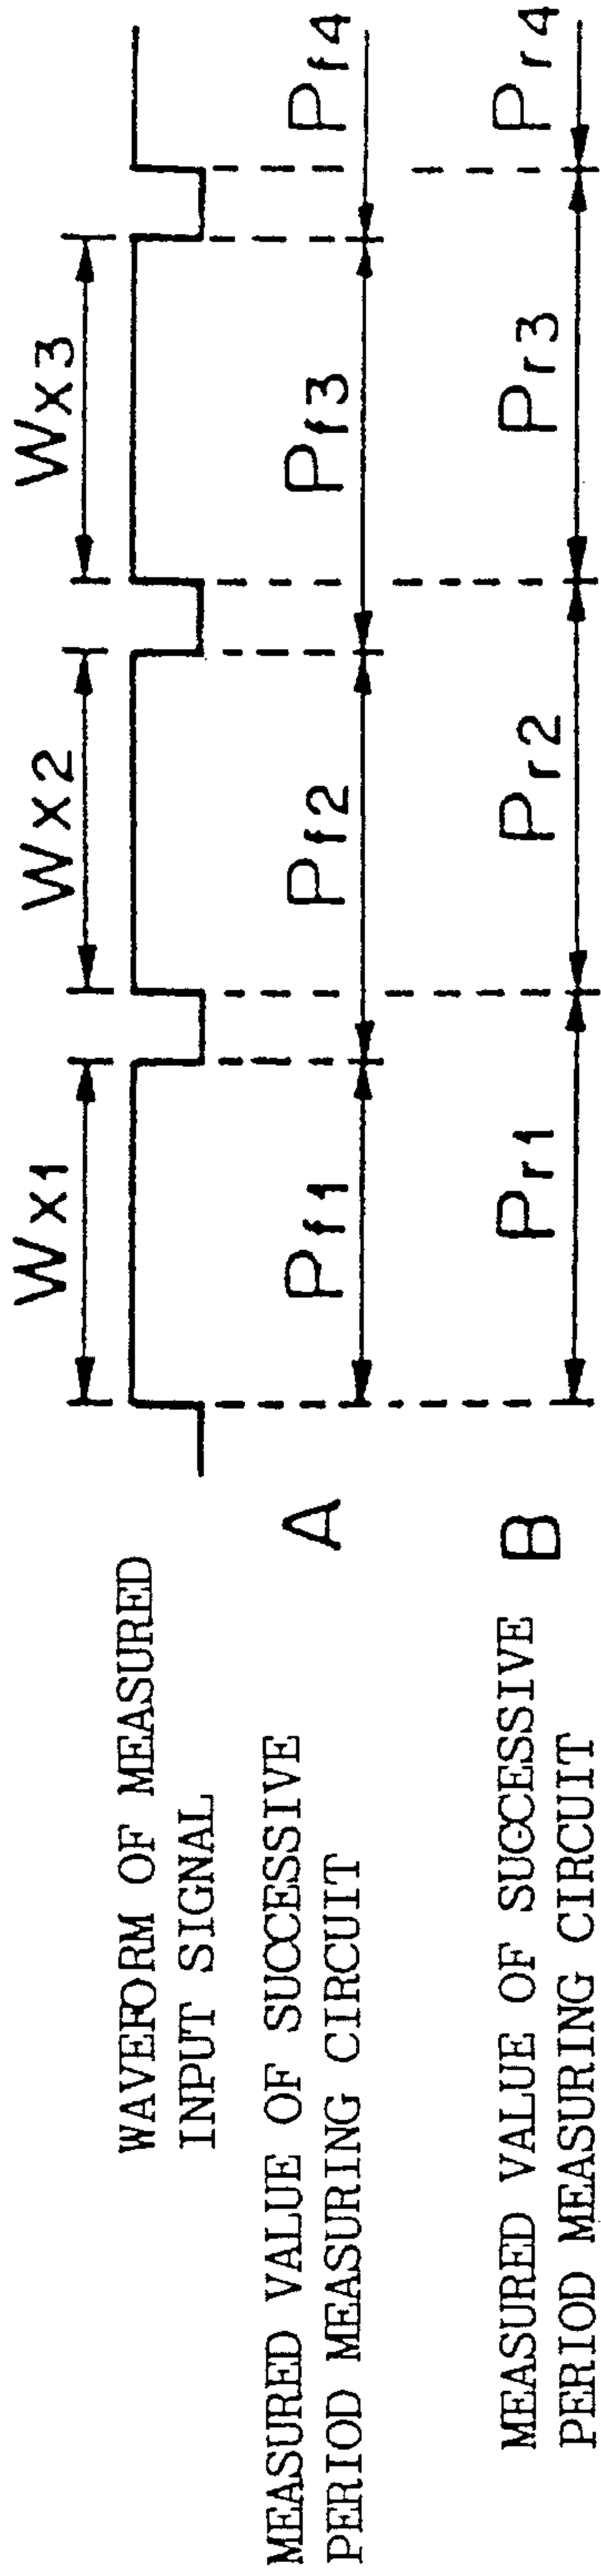 Wx1 Wx2 Wx3
WAVEFORM OF MEASURED
INPUT SIGNAL
A Pf1 Pf2 Pf3 Pf4
MEASURED VALUE OF SUCCESSIVE
PERIOD MEASURING CIRCUIT
B Pr1 Pr2 Pr3 Pr4
MEASURED VALUE OF SUCCESSIVE
PERIOD MEASURING CIRCUIT